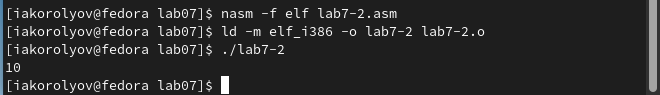 [iakorolyov@fedora lab07]$ nasm -f elf lab7-2.asm
[iakorolyov@fedora lab07]$ ld -m elf_i386 -o lab7-2 lab7-2.o
[iakorolyov@fedora lab07]$ ./lab7-2
10
[iakorolyov@fedora lab07]$